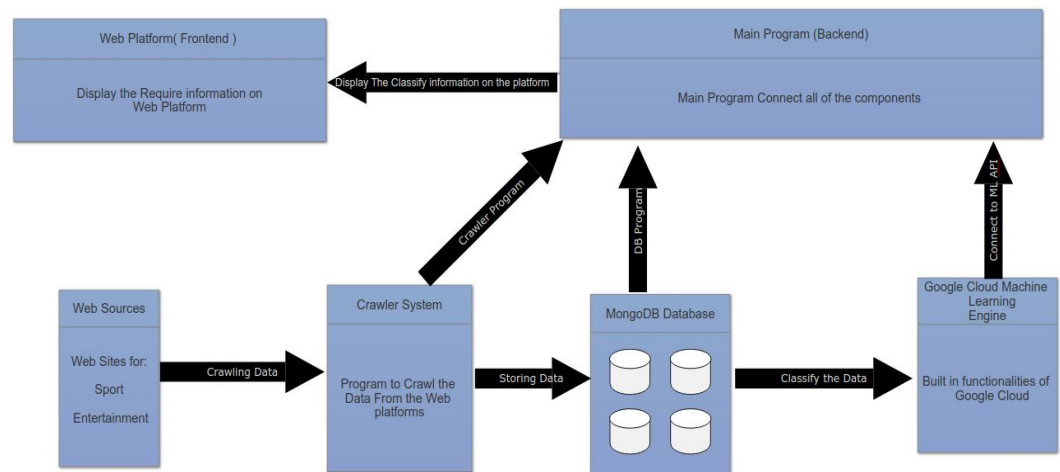 Web Platform( Frontend )
Display the Require information on
Web Platform
Display The Classify information on the platform
Main Program (Backend)
Main Program Connect all of the components
Crawler Program
DB Program
Connect to ML API
Web Sources
Web Sites for:
Sport
Entertainment
Crawling Data
Crawler System
Program to Crawl the
Data From the Web
platforms
Storing Data
MongoDB Database
Classify the Data
Google Cloud Machine
Learning
Engine
Built in functionalities of
Google Cloud